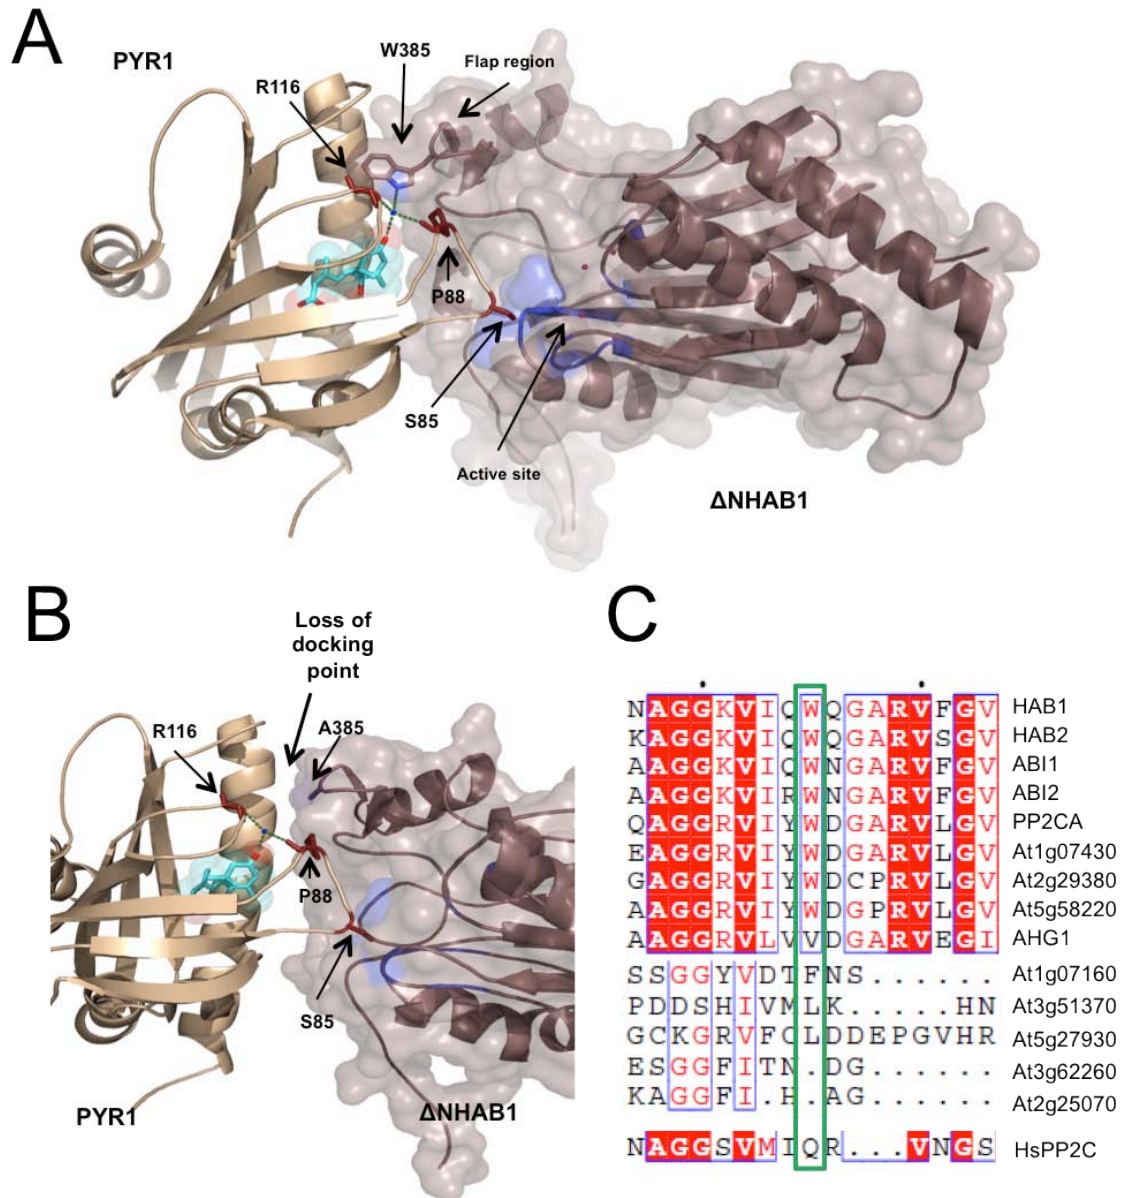 A
PYR1
R116
W385
Flap region
P88
S85
Active site
ΔNHAB1
B
Loss of
docking
point
R116
A385
P88
S85
PYR1
ΔNHAB1
C
NAGGKVIQWQGARVFGV HAB1
KAGGKVIQWQGARVSGV HAB2
AAGGKVIQWNGARVFGV ABI1
AAGGKVIRWNGARVFGV ABI2
QAGGRVIYWDGARVLGV PP2CA
EAGGRVIYWDGARVLGV At1g07430
GAGGRVIYWDCPRVLGV At2g29380
AAGGRVIYWDGPRVLGV At5g58220
AAGGRVLVVDGARVEGI AHG1
SSGGYVDTFNS...... At1g07160
PDDSHIVMLK.....HN At3g51370
GCKGRVFCLDDEPGVHR At5g27930
ESGGFITN.DG...... At3g62260
KAGGFI.H.AG...... At2g25070
NAGGSVMIQR...VNGS HsPP2C